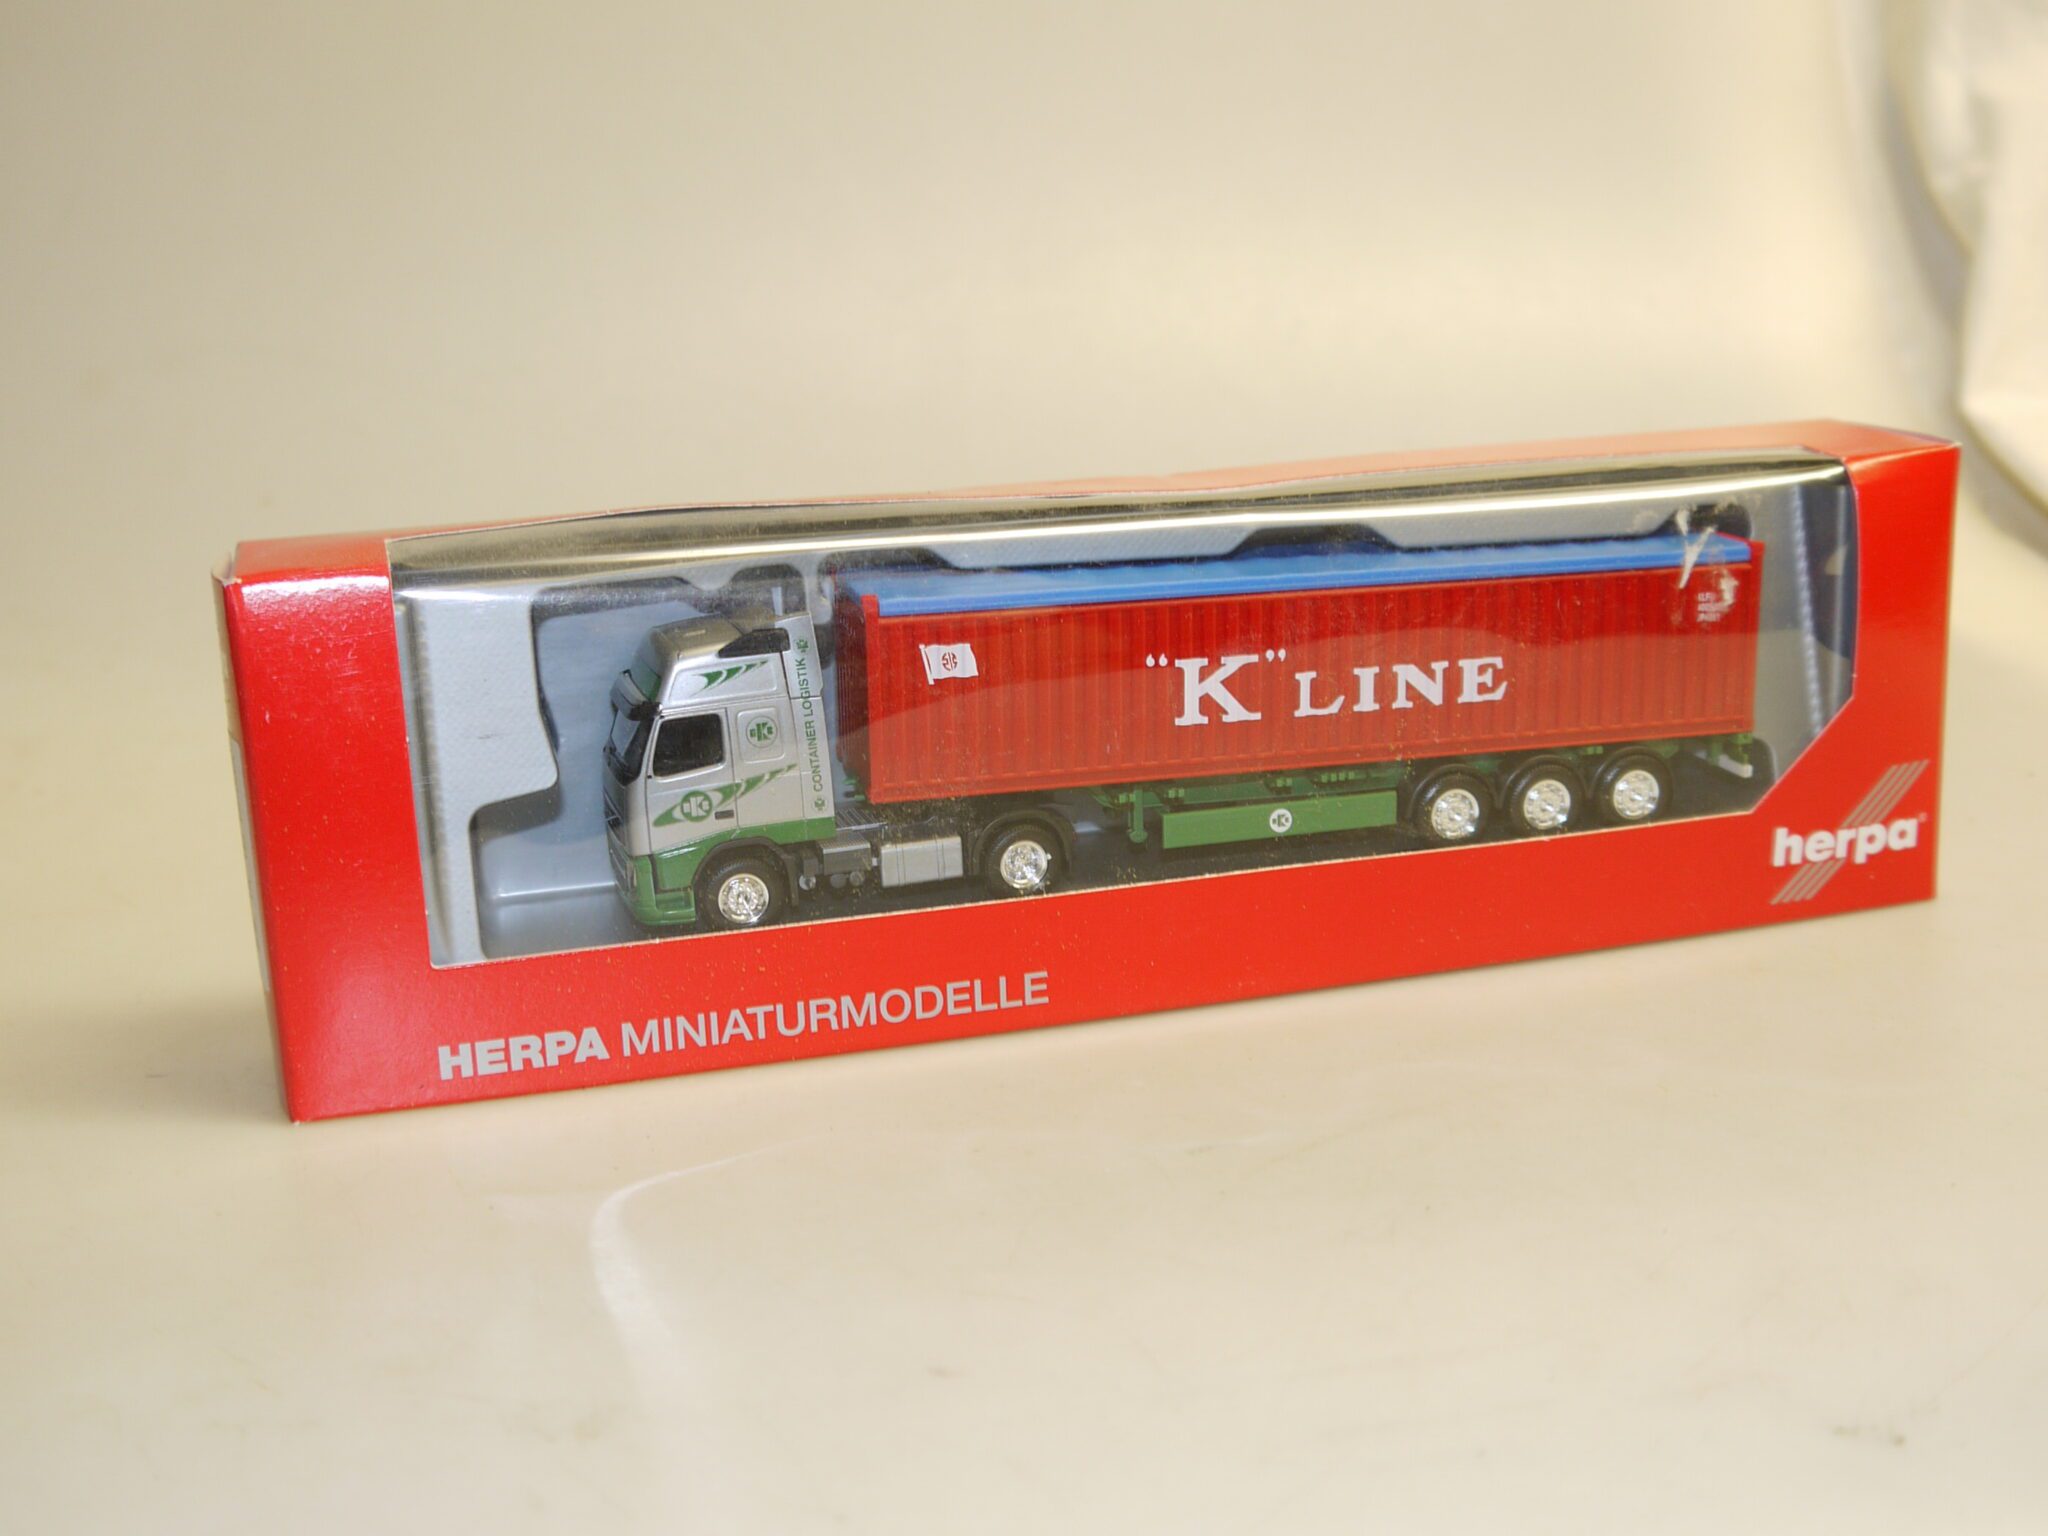 "K" LINE
CONTAINER LOGISTIK
herpa
HERPA MINIATURMODELLE